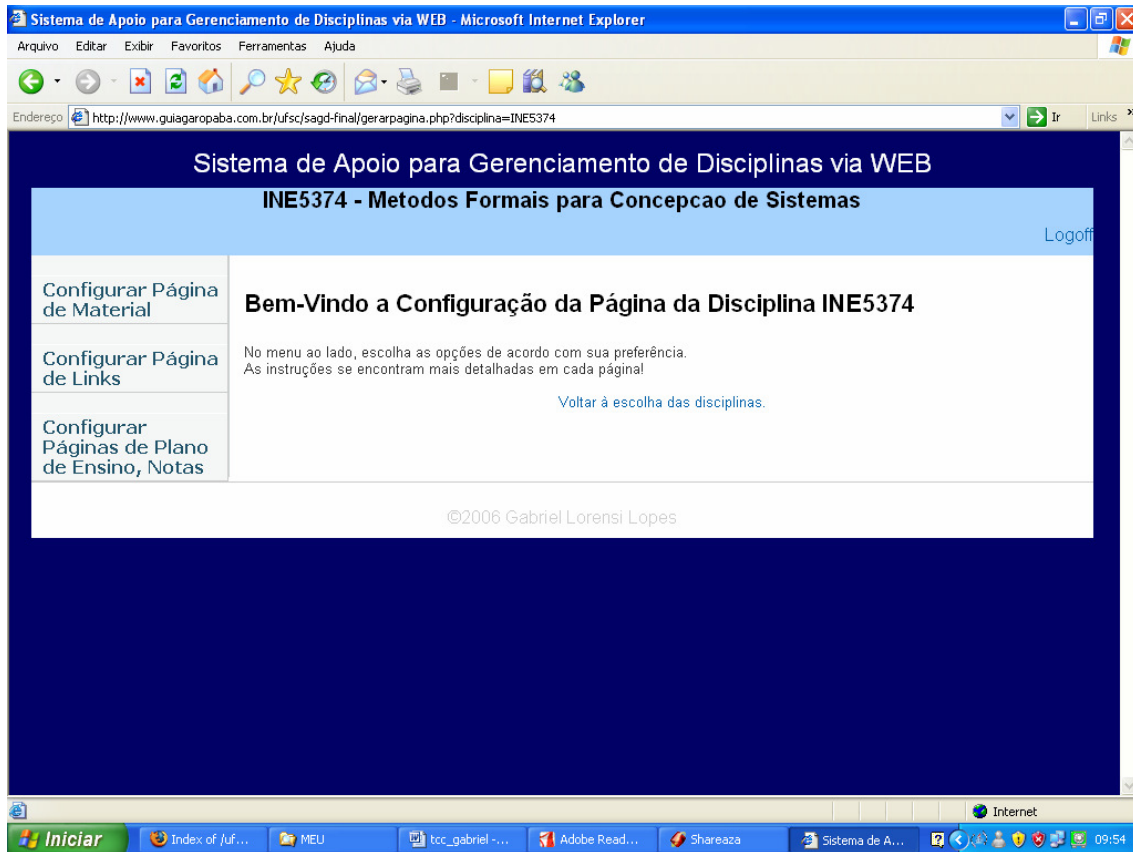 Sistema de Apoio para Gerenciamento de Disciplinas via WEB - Microsoft Internet Explorer
Arquivo Editar Exibir Favoritos Ferramentas Ajuda
Endereço http://www.guiagaropaba.com.br/ufsc/sagd-final/gerarpagina.php?disciplina=INE5374 Ir Links »
Sistema de Apoio para Gerenciamento de Disciplinas via WEB
INE5374 - Metodos Formais para Concepcao de Sistemas
Logoff
Configurar Página
de Material
Configurar Página
de Links
Configurar
Páginas de Plano
de Ensino, Notas
Bem-Vindo a Configuração da Página da Disciplina INE5374
No menu ao lado, escolha as opções de acordo com sua preferência.
As instruções se encontram mais detalhadas em cada página!
Voltar à escolha das disciplinas.
©2006 Gabriel Lorensi Lopes
Internet
Iniciar Index of /uf... MEU tcc_gabriel -... Adobe Read... Shareaza Sistema de A... 09:54